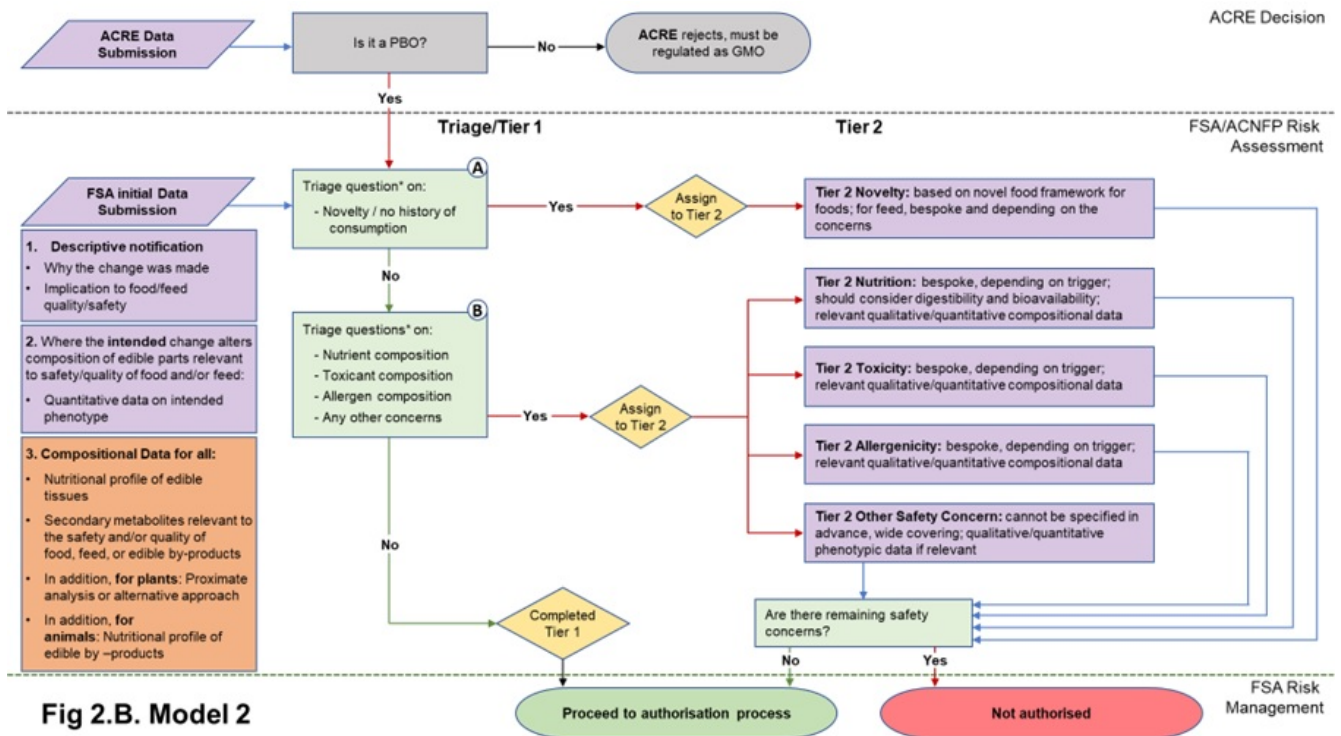 ACRE Decision
ACRE Data
Submission
Is it a PBO?
No
ACRE rejects, must be
regulated as GMO
Yes
Triage/Tier 1
Tier 2
FSA/ACNFP Risk
Assessment
FSA initial Data
Submission
A
Triage question* on:
- Novelty / no history of
consumption
Yes
Assign
to Tier 2
Tier 2 Novelty: based on novel food framework for
foods; for feed, bespoke and depending on the
concerns
1. Descriptive notification
• Why the change was made
• Implication to food/feed
quality/safety
No
B
Triage questions* on:
- Nutrient composition
- Toxicant composition
- Allergen composition
- Any other concerns
Yes
Assign
to Tier 2
Tier 2 Nutrition: bespoke, depending on trigger;
should consider digestibility and bioavailability;
relevant qualitative/quantitative compositional data
2. Where the intended change alters
composition of edible parts relevant
to safety/quality of food and/or feed:
• Quantitative data on intended
phenotype
Tier 2 Toxicity: bespoke, depending on trigger;
relevant qualitative/quantitative compositional data
Tier 2 Allergenicity: bespoke, depending on trigger;
relevant qualitative/quantitative compositional data
Tier 2 Other Safety Concern: cannot be specified in
advance, wide covering; qualitative/quantitative
phenotypic data if relevant
3. Compositional Data for all:
• Nutritional profile of edible
tissues
• Secondary metabolites relevant to
the safety and/or quality of
food, feed, or edible by-products
• In addition, for plants: Proximate
analysis or alternative approach
• In addition, for
animals: Nutritional profile of
edible by –products
No
Completed
Tier 1
Are there remaining safety
concerns?
No
Yes
FSA Risk
Management
Fig 2.B. Model 2
Proceed to authorisation process
Not authorised